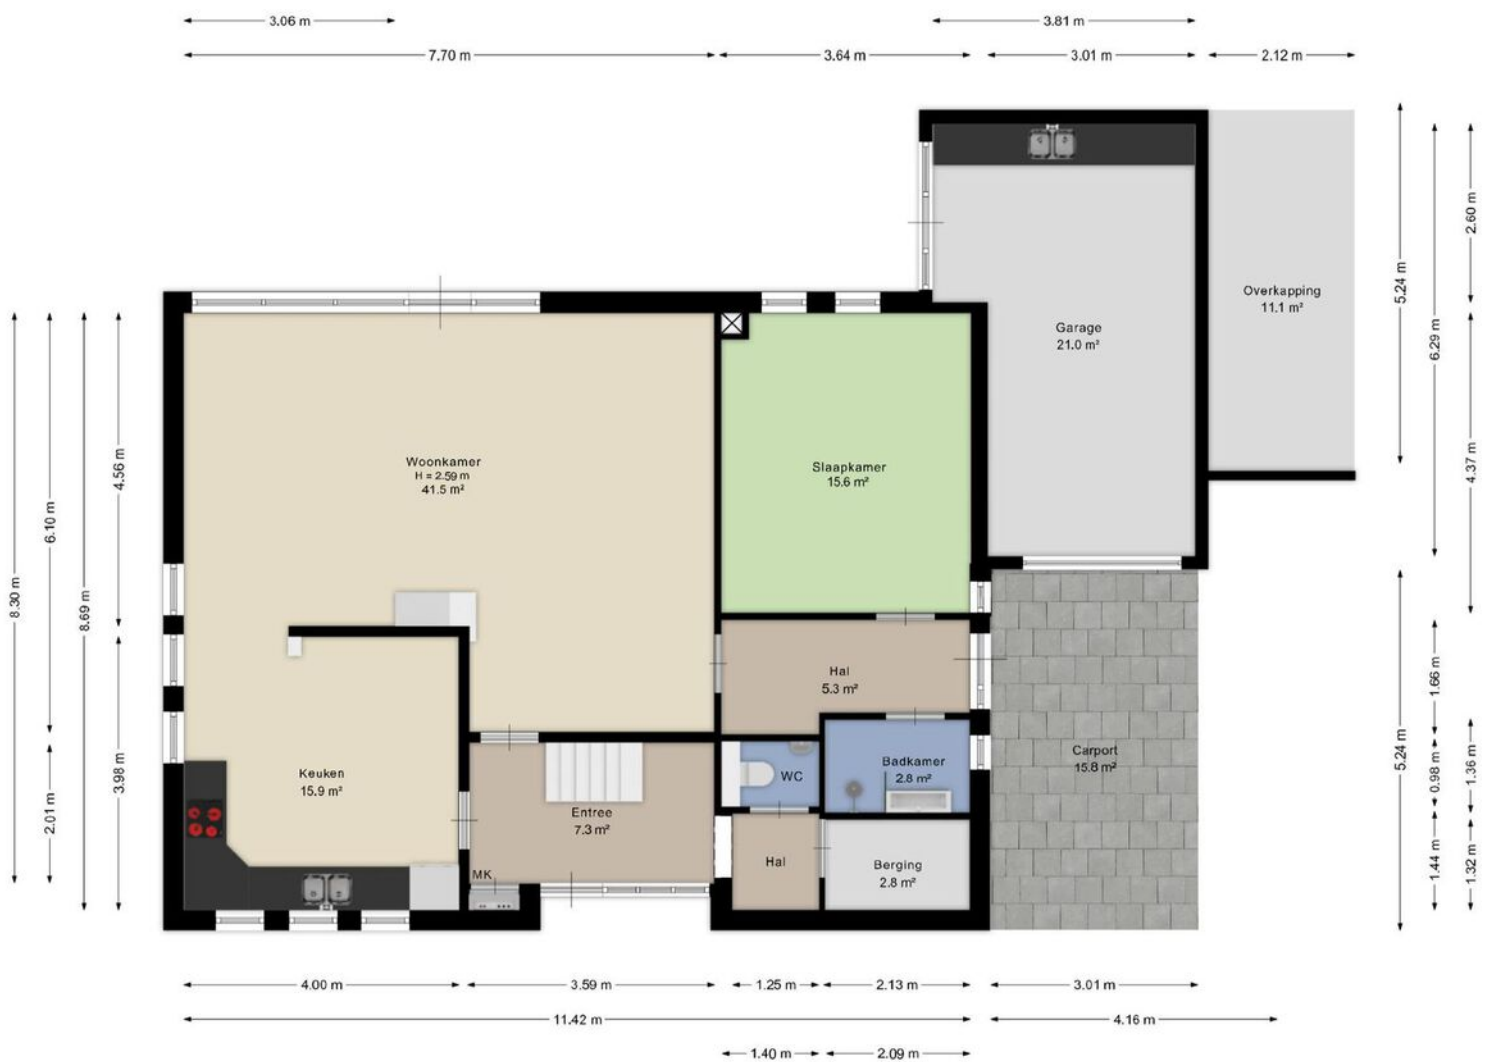 3.06 m
3.81 m
7.70 m
3.64 m
3.01 m
2.12 m
Garage
21.0 m²
Overkapping
11.1 m²
Woonkamer
H = 2.59 m
41.5 m²
Slaapkamer
15.6 m²
Hal
5.3 m²
Keuken
15.9 m²
Entree
7.3 m²
MK
WC
Badkamer
2.8 m²
Hal
Berging
2.8 m²
Carport
15.8 m²
8.30 m
6.10 m
2.01 m
8.69 m
4.56 m
3.98 m
5.24 m
5.24 m
6.29 m
1.66 m
0.98 m
1.44 m
2.60 m
4.37 m
1.36 m
1.32 m
4.00 m
3.59 m
1.25 m
2.13 m
3.01 m
11.42 m
4.16 m
1.40 m
2.09 m